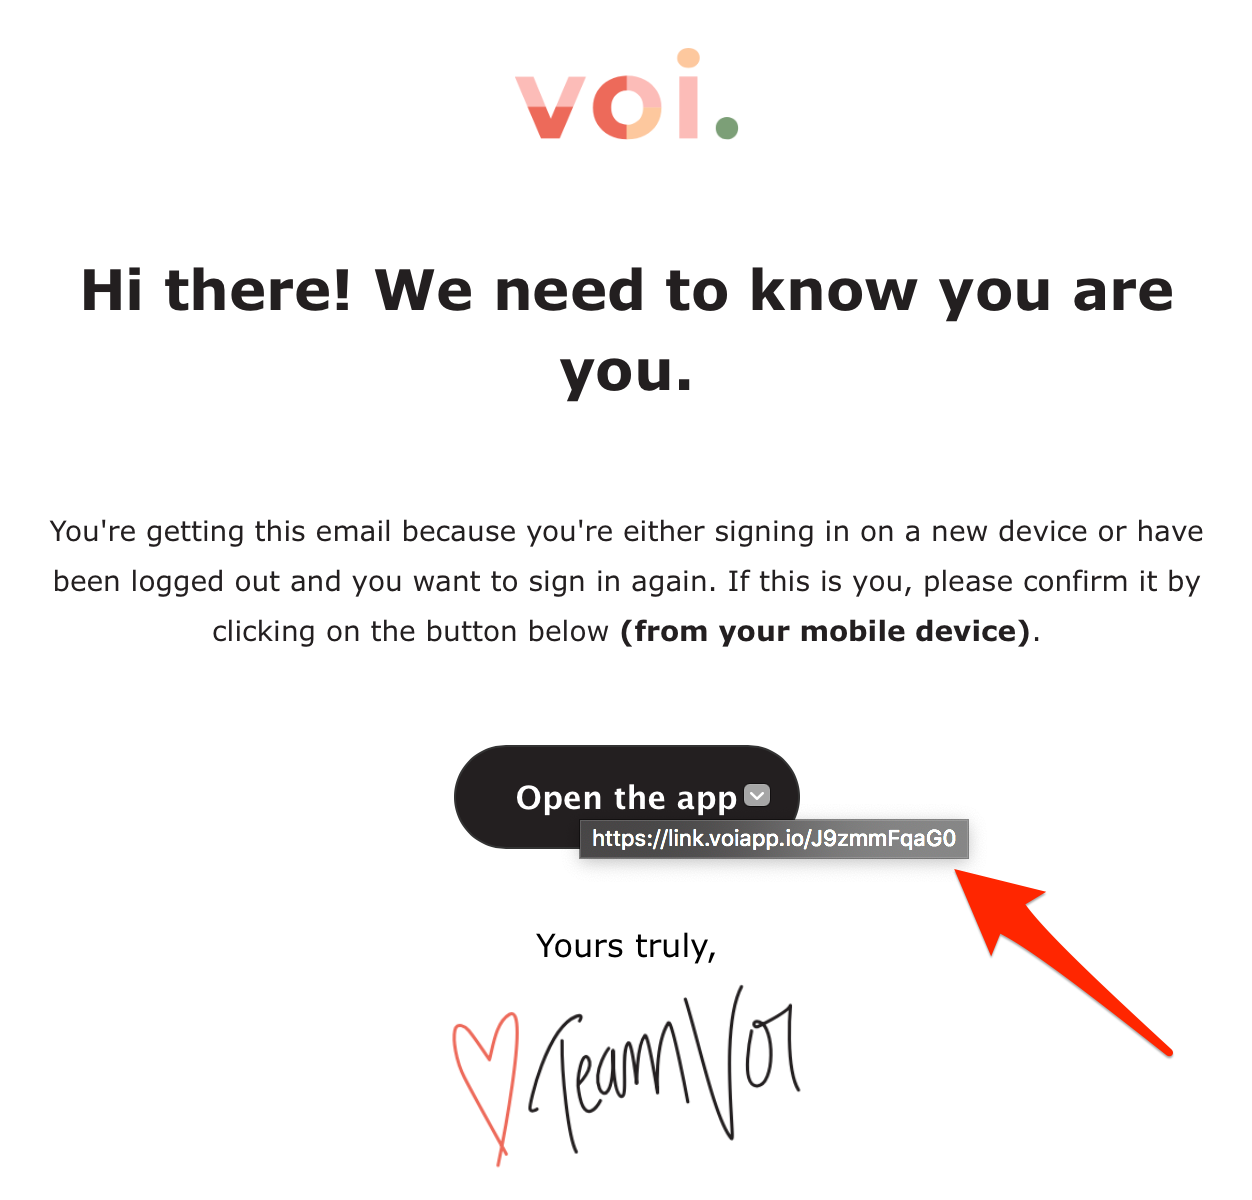 voi.
Hi there! We need to know you are
you.
You're getting this email because you're either signing in on a new device or have
been logged out and you want to sign in again. If this is you, please confirm it by
clicking on the button below (from your mobile device).
Open the app
https://link.voiapp.io/J9zmmFqaG0
Yours truly,
Team Voi